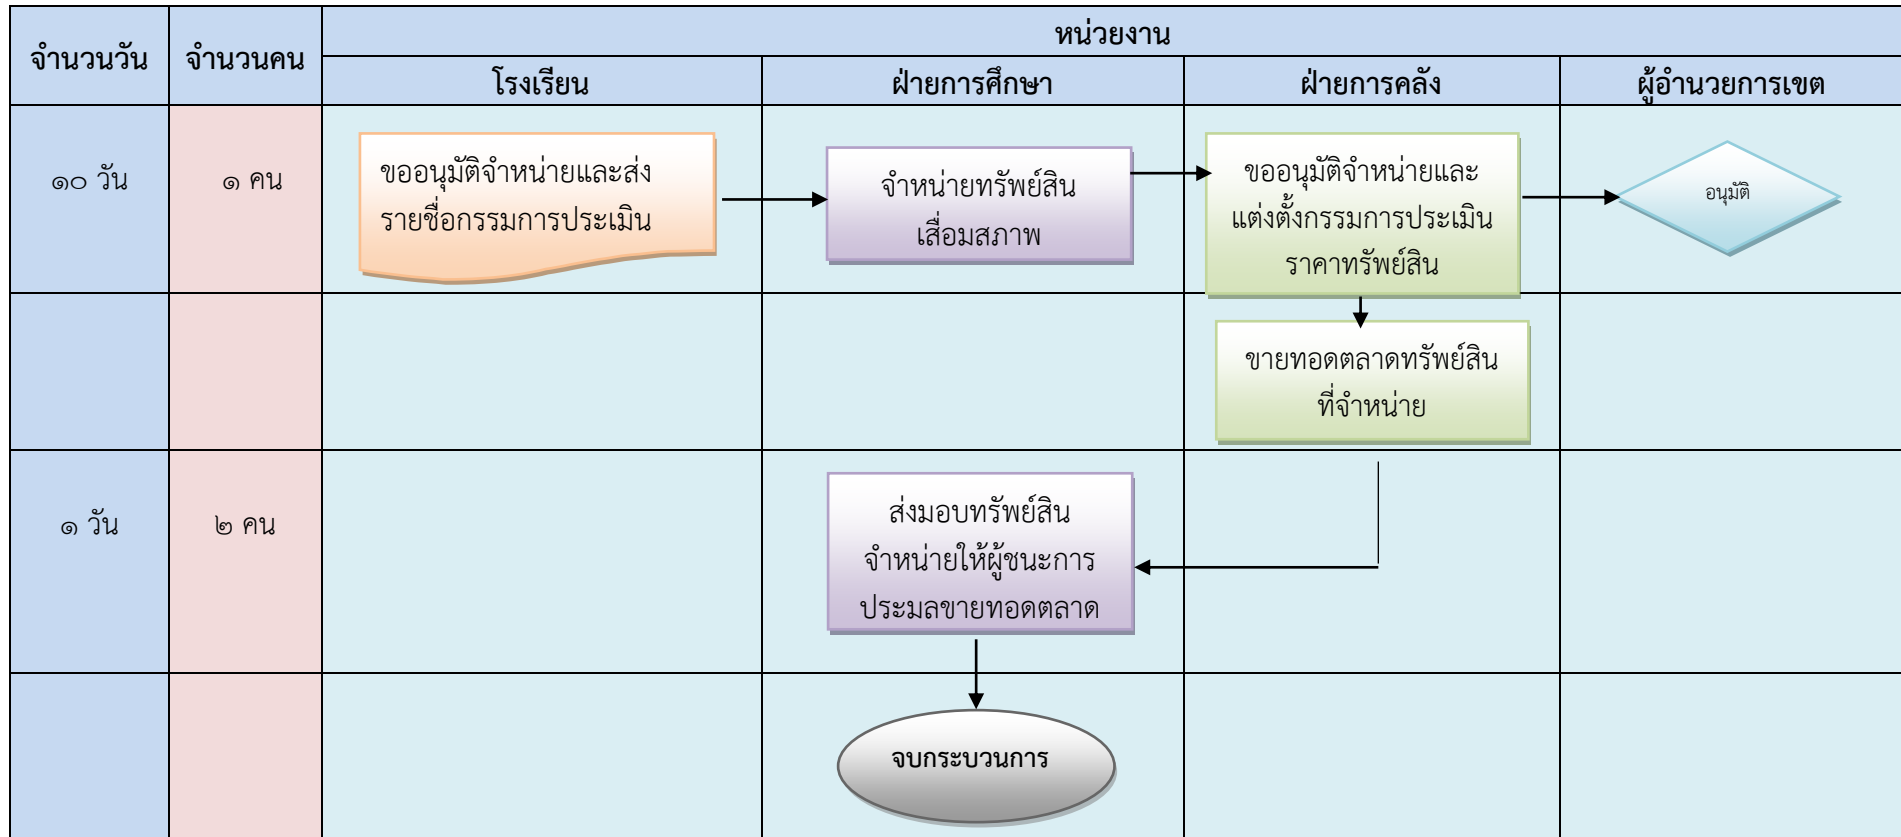 จำนวนวัน
จำนวนคน
หน่วยงาน
โรงเรียน
ฝ่ายการศึกษา
ฝ่ายการคลัง
ผู้อำนวยการเขต
๑๐ วัน
๑ คน
ขออนุมัติจำหน่ายและส่ง
รายชื่อกรรมการประเมิน
จำหน่ายทรัพย์สิน
เสื่อมสภาพ
ขออนุมัติจำหน่ายและ
แต่งตั้งกรรมการประเมิน
ราคาทรัพย์สิน
อนุมัติ
ขายทอดตลาดทรัพย์สิน
ที่จำหน่าย
๑ วัน
๒ คน
ส่งมอบทรัพย์สิน
จำหน่ายให้ผู้ชนะการ
ประมลขายทอดตลาด
จบกระบวนการ